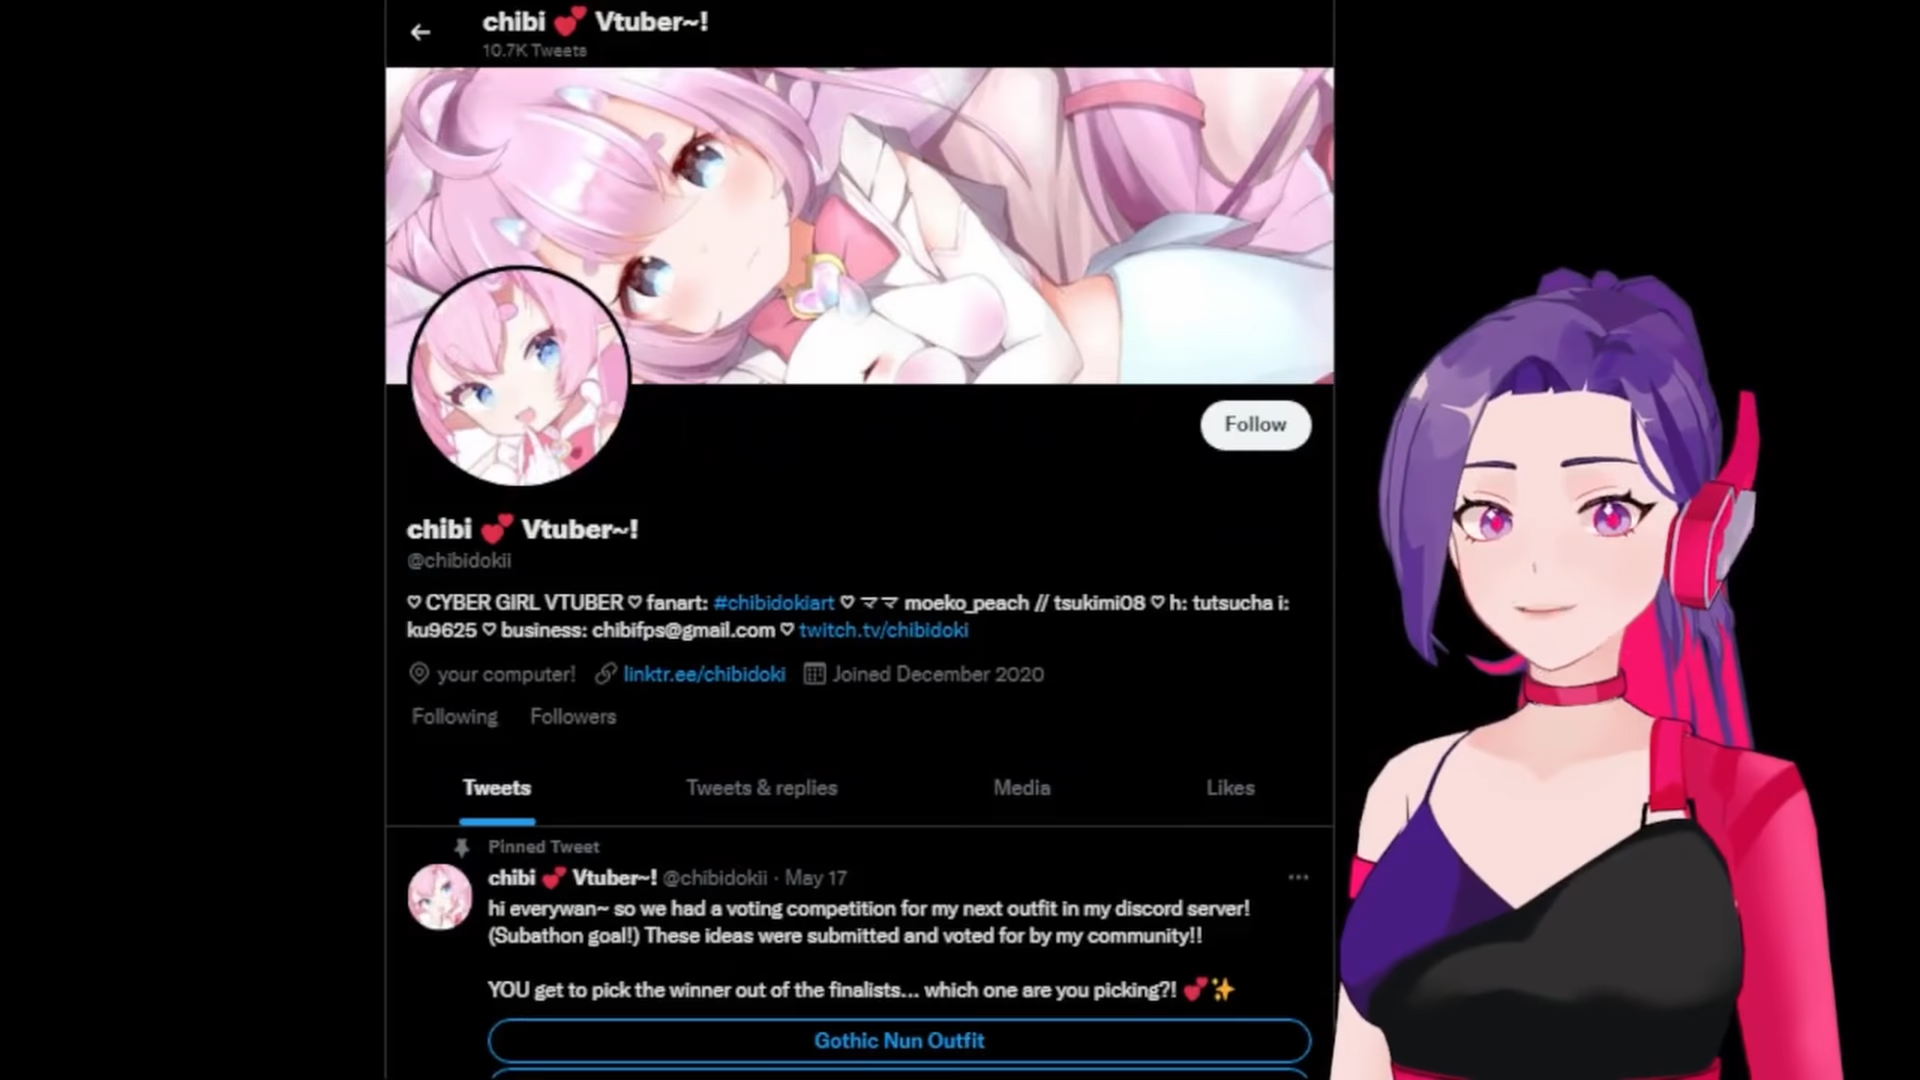 chibi 💕 Vtuber~!
10.7K Tweets
Follow
chibi 💕 Vtuber~!
@chibidokii
♡ CYBER GIRL VTUBER ♡ fanart: #chibidokiart ♡ ママ moeko_peach // tsukimi08 ♡ h: tutsucha i:
ku9625 ♡ business: chibifps@gmail.com ♡ twitch.tv/chibidoki
your computer! linktr.ee/chibidoki Joined December 2020
Following Followers
Tweets Tweets & replies Media Likes
Pinned Tweet
chibi 💕 Vtuber~! @chibidokii · May 17
hi everywan~ so we had a voting competition for my next outfit in my discord server!
(Subathon goal!) These ideas were submitted and voted for by my community!!
YOU get to pick the winner out of the finalists... which one are you picking?! 💕✨
Gothic Nun Outfit